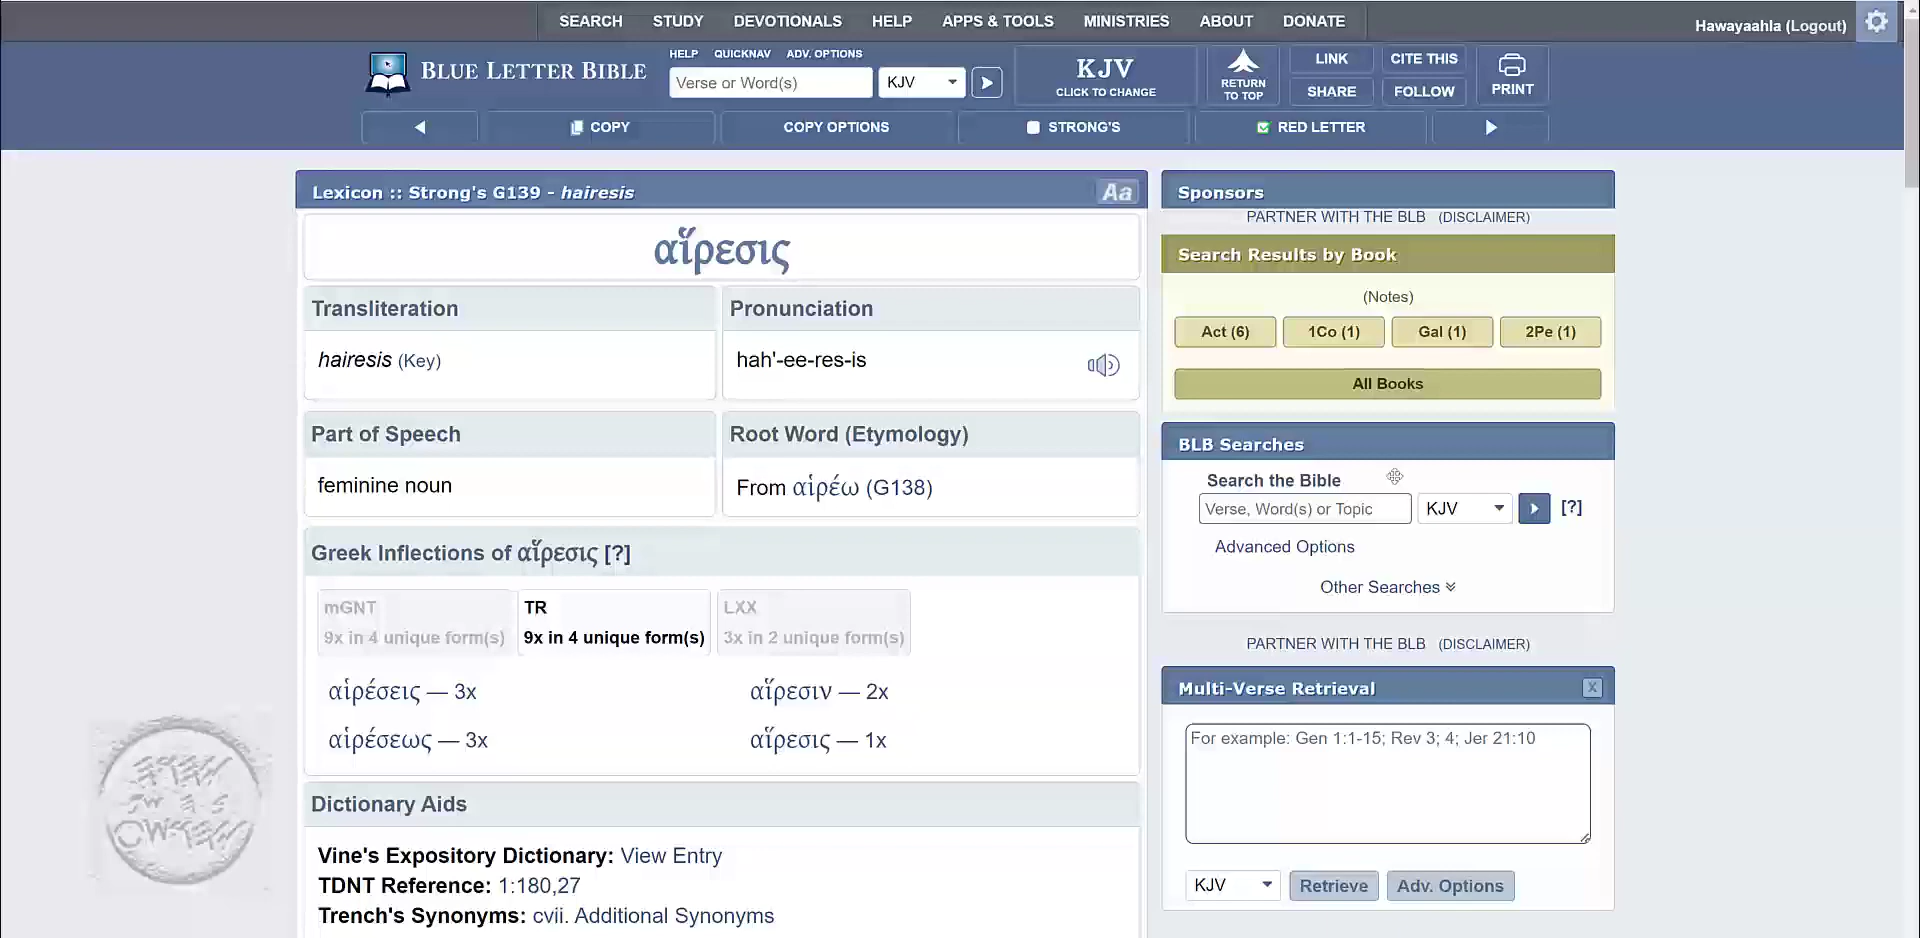 SEARCH STUDY DEVOTIONALS HELP APPS & TOOLS MINISTRIES ABOUT DONATE
Hawayaahla (Logout)
BLUE LETTER BIBLE
HELP QUICKNAV ADV. OPTIONS
Verse or Word(s) KJV
KJV
CLICK TO CHANGE
RETURN
TO TOP
LINK CITE THIS
SHARE FOLLOW
PRINT
COPY COPY OPTIONS STRONG'S RED LETTER
Lexicon :: Strong's G139 - hairesis Aa
αἵρεσις
Transliteration
hairesis (Key)
Pronunciation
hah'-ee-res-is
Part of Speech
feminine noun
Root Word (Etymology)
From αἱρέω (G138)
Greek Inflections of αἵρεσις [?]
mGNT
9x in 4 unique form(s)
TR
9x in 4 unique form(s)
LXX
3x in 2 unique form(s)
αἱρέσεις — 3x
αἵρεσιν — 2x
αἱρέσεως — 3x
αἵρεσις — 1x
Dictionary Aids
Vine's Expository Dictionary: View Entry
TDNT Reference: 1:180,27
Trench's Synonyms: cvii. Additional Synonyms
Sponsors
PARTNER WITH THE BLB (DISCLAIMER)
Search Results by Book
(Notes)
Act (6) 1Co (1) Gal (1) 2Pe (1)
All Books
BLB Searches
Search the Bible
Verse, Word(s) or Topic KJV [?]
Advanced Options
Other Searches
PARTNER WITH THE BLB (DISCLAIMER)
Multi-Verse Retrieval X
For example: Gen 1:1-15; Rev 3; 4; Jer 21:10
KJV Retrieve Adv. Options